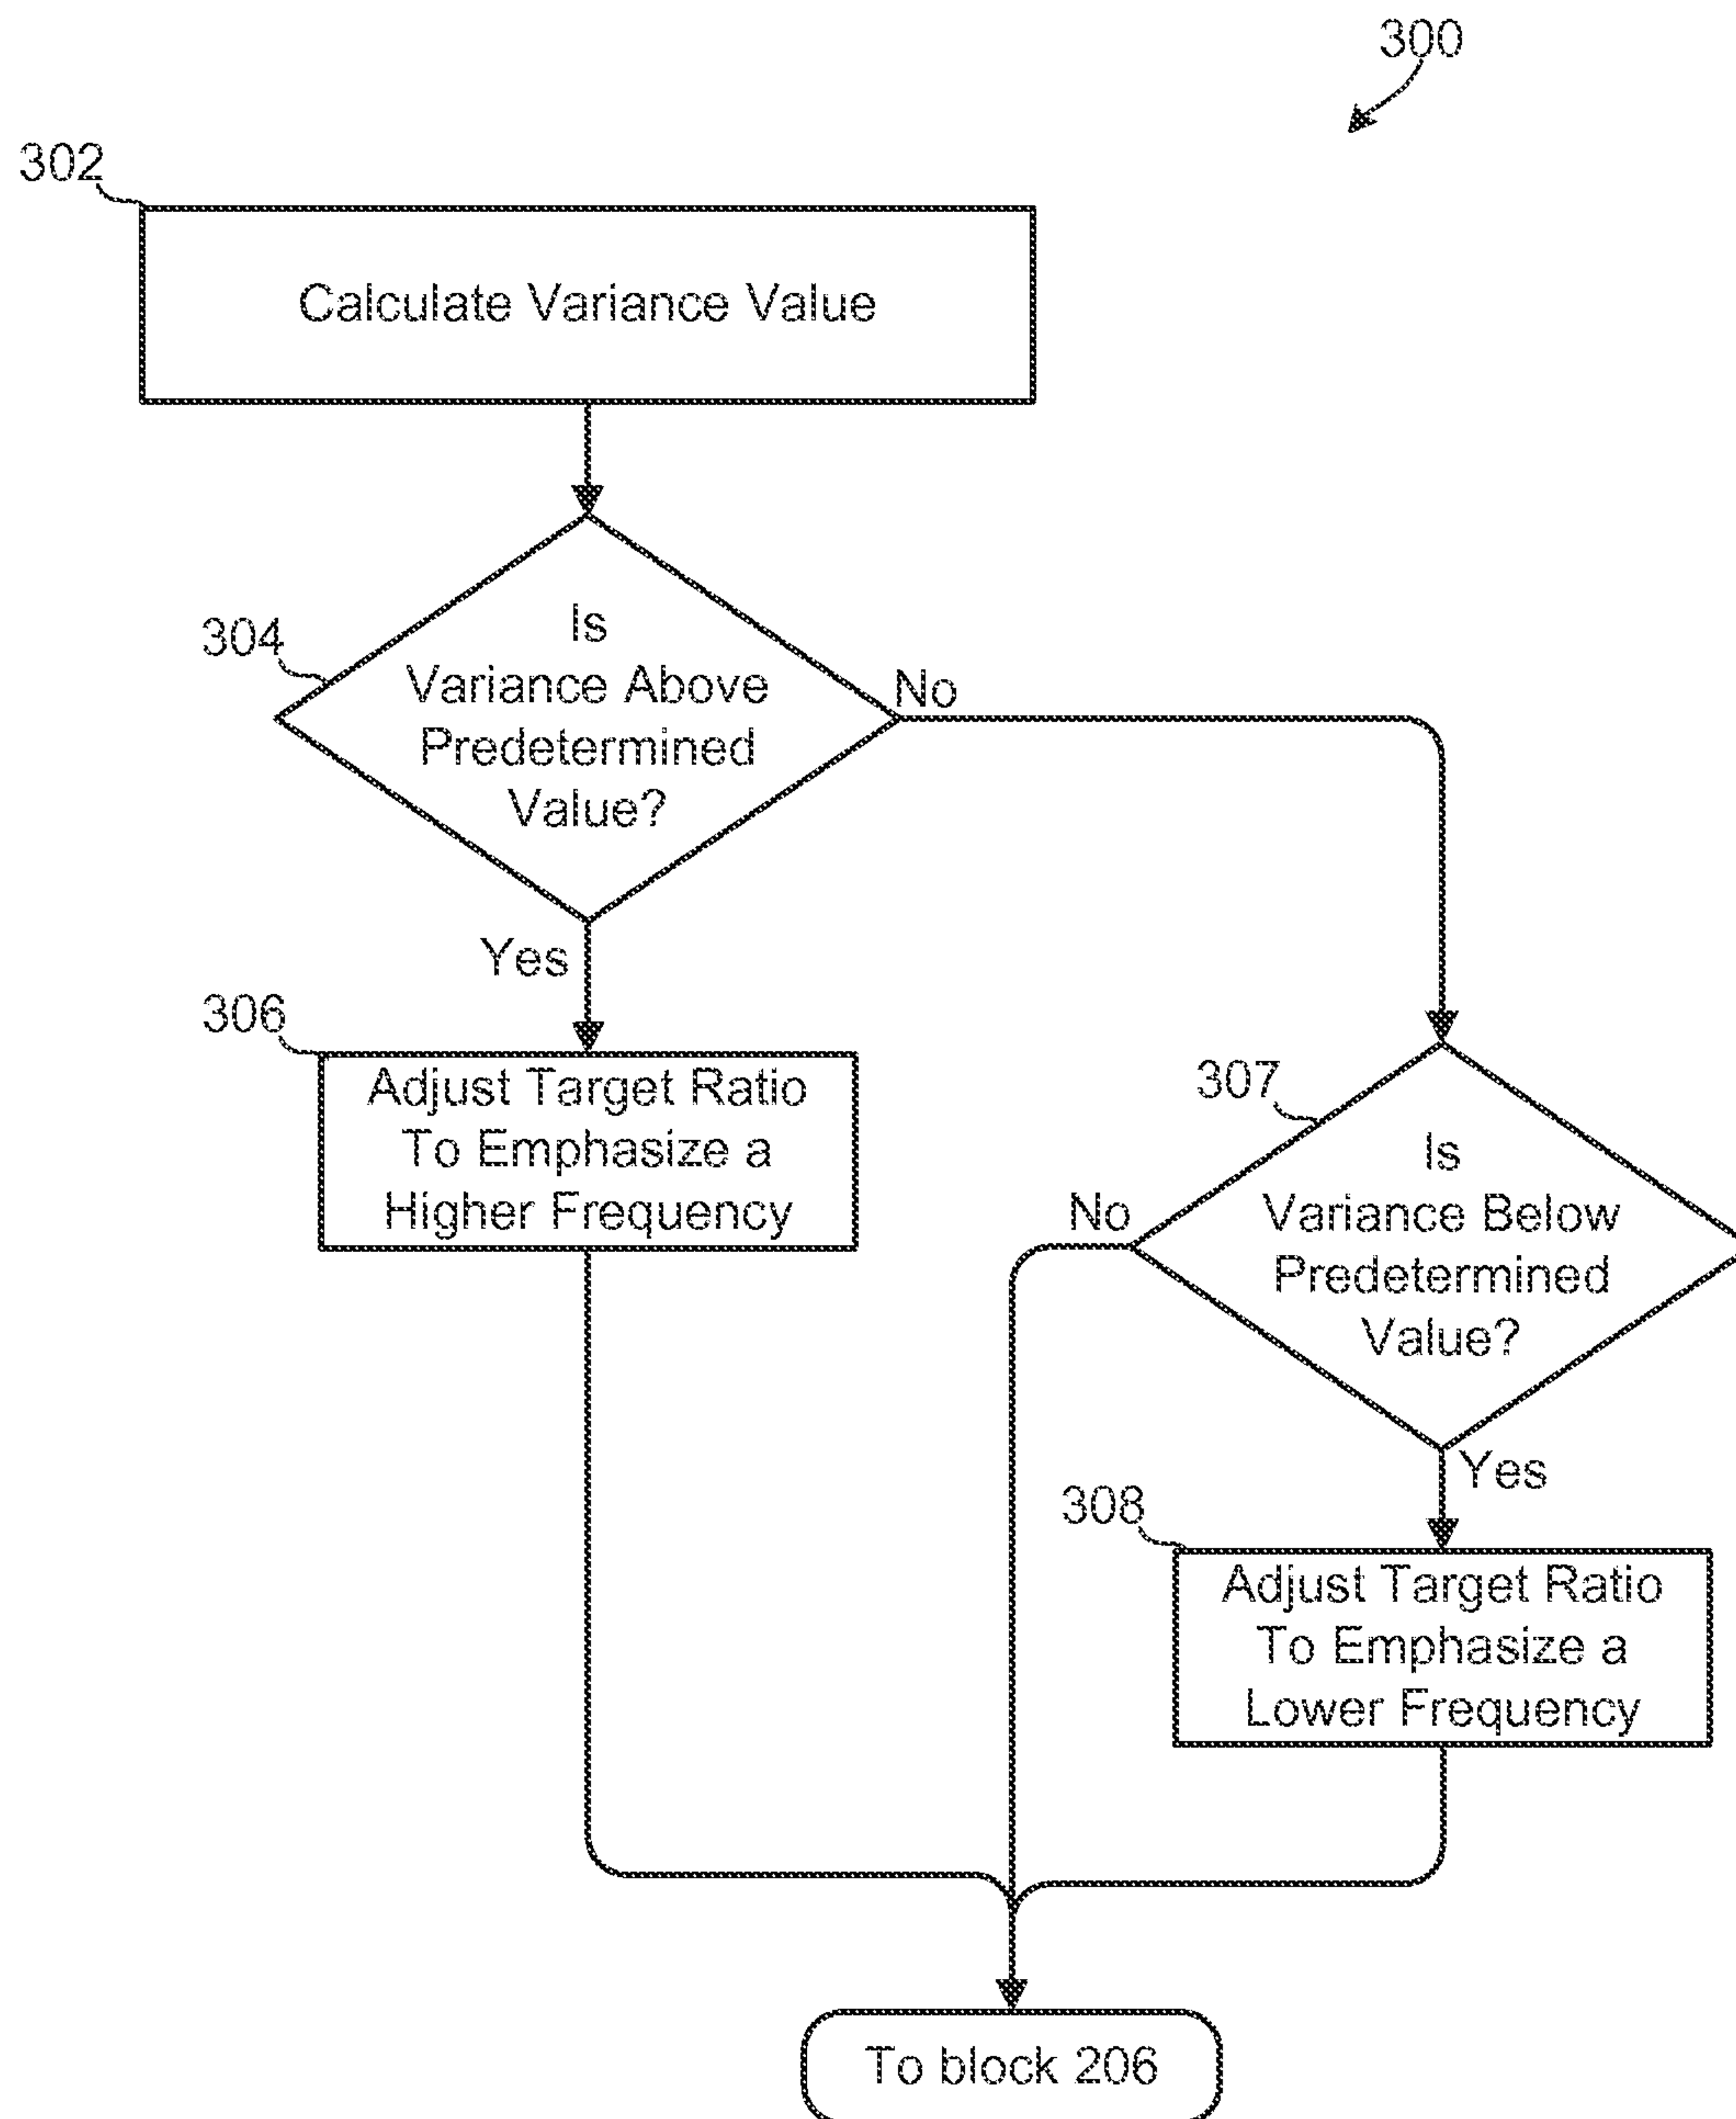 300
302
Calculate Variance Value
304
Is
Variance Above
Predetermined
Value?
No
Yes
306
Adjust Target Ratio
To Emphasize a
Higher Frequency
307
Is
Variance Below
Predetermined
Value?
No
Yes
308
Adjust Target Ratio
To Emphasize a
Lower Frequency
To block 206